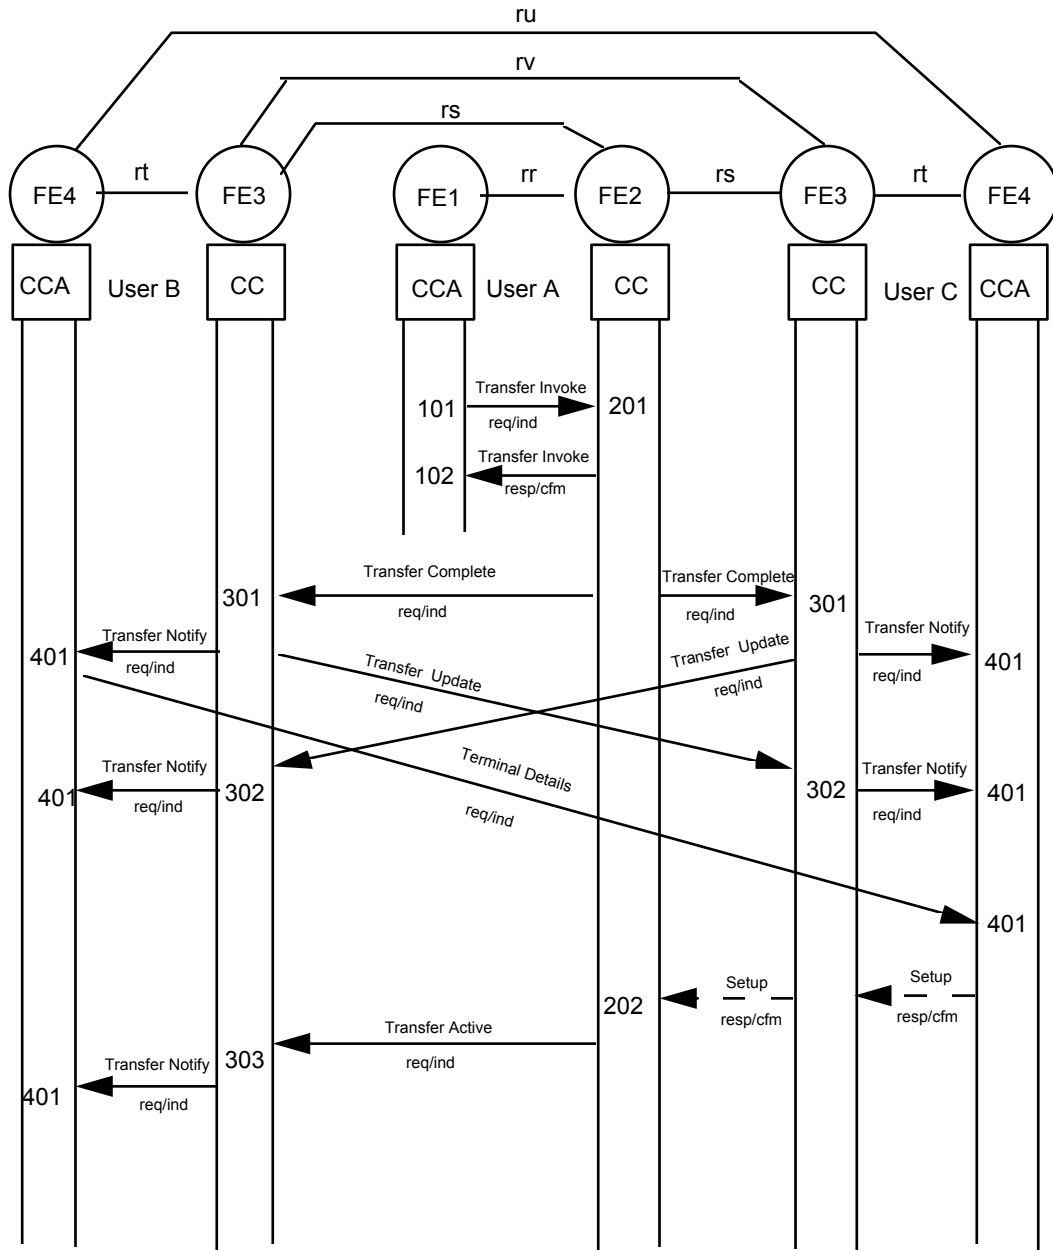 ru
rv
rs
FE4
rt
FE3
FE1
rr
FE2
rs
FE3
rt
FE4
CCA
User B
CC
CCA
User A
CC
CC
User C
CCA
Transfer Invoke
101
req/ind
201
Transfer Invoke
102
resp/cfm
Transfer Complete
Transfer Complete
301
req/ind
req/ind
301
Transfer Notify
Transfer Update
Transfer Update
Transfer Notify
401
req/ind
req/ind
req/ind
req/ind
401
Transfer Notify
Terminal Details
Transfer Notify
401
req/ind
302
req/ind
302
req/ind
401
401
Setup
Setup
202
resp/cfm
resp/cfm
Transfer Active
303
req/ind
Transfer Notify
401
req/ind